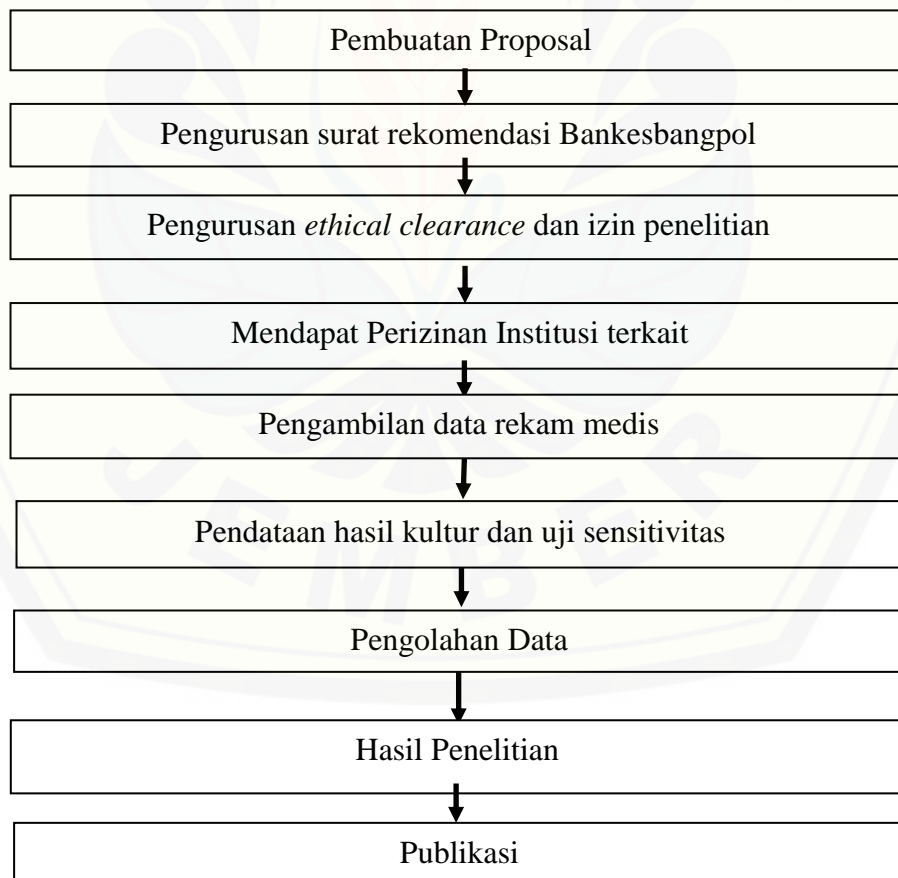 Pembuatan Proposal
Pengurusan surat rekomendasi Bankesbangpol
Pengurusan ethical clearance dan izin penelitian
Mendapat Perizinan Institusi terkait
Pengambilan data rekam medis
JEMBER
Pendataan hasil kultur dan uji sensitivitas
Pengolahan Data
Hasil Penelitian
Publikasi